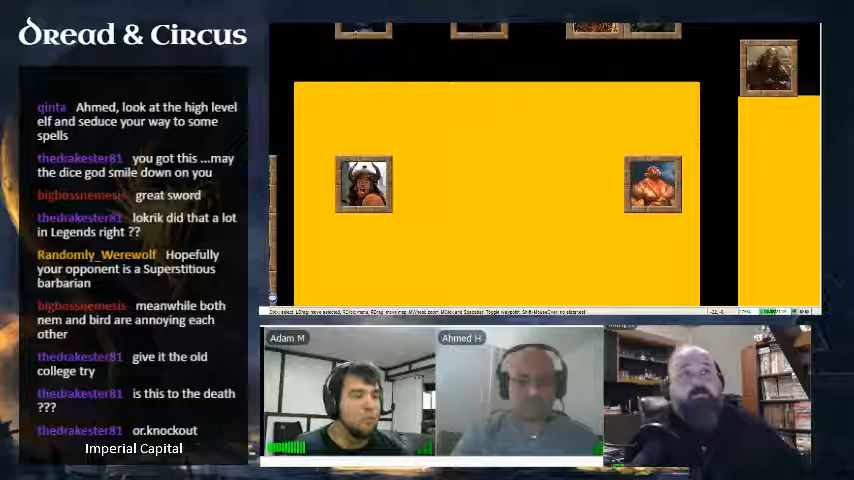 Dread & Circus
qinta Ahmed, look at the high level
elf and seduce your way to some
spells
thedrakester81 you got this ...may
the dice god smile down on you
bigbossnemesis great sword
thedrakester81 lokrik did that a lot
in Legends right ??
Randomly_Werewolf Hopefully
your opponent is a Superstitious
barbarian
bigbossnemesis meanwhile both
nem and bird are annoying each
other
thedrakester81 give it the old
college try
thedrakester81 is this to the death
???
thedrakester81 or.knockout
Imperial Capital
Adam M
Ahmed H